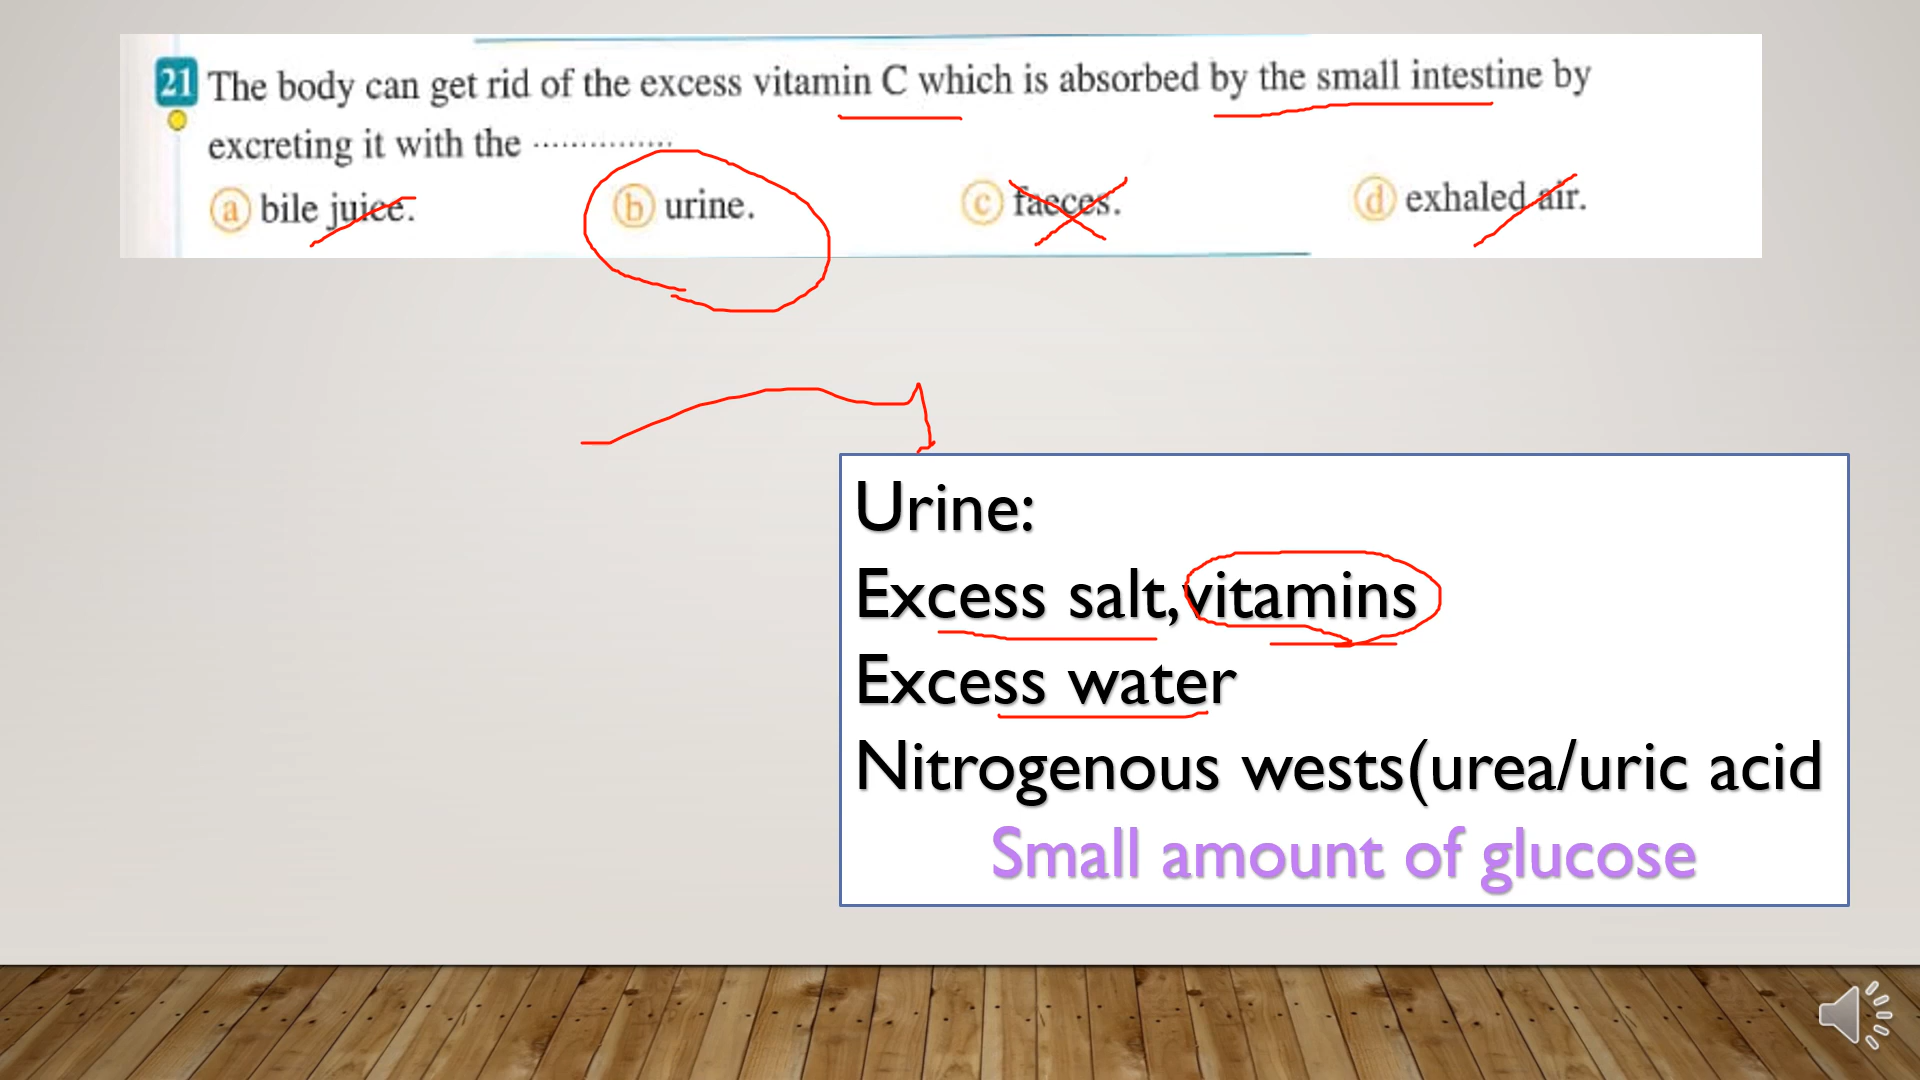 21 The body can get rid of the excess vitamin C which is absorbed by the small intestine by
excreting it with the ...............
a bile juice. b urine. c faeces. d exhaled air.
Urine:
Excess salt,vitamins
Excess water
Nitrogenous wests(urea/uric acid
Small amount of glucose